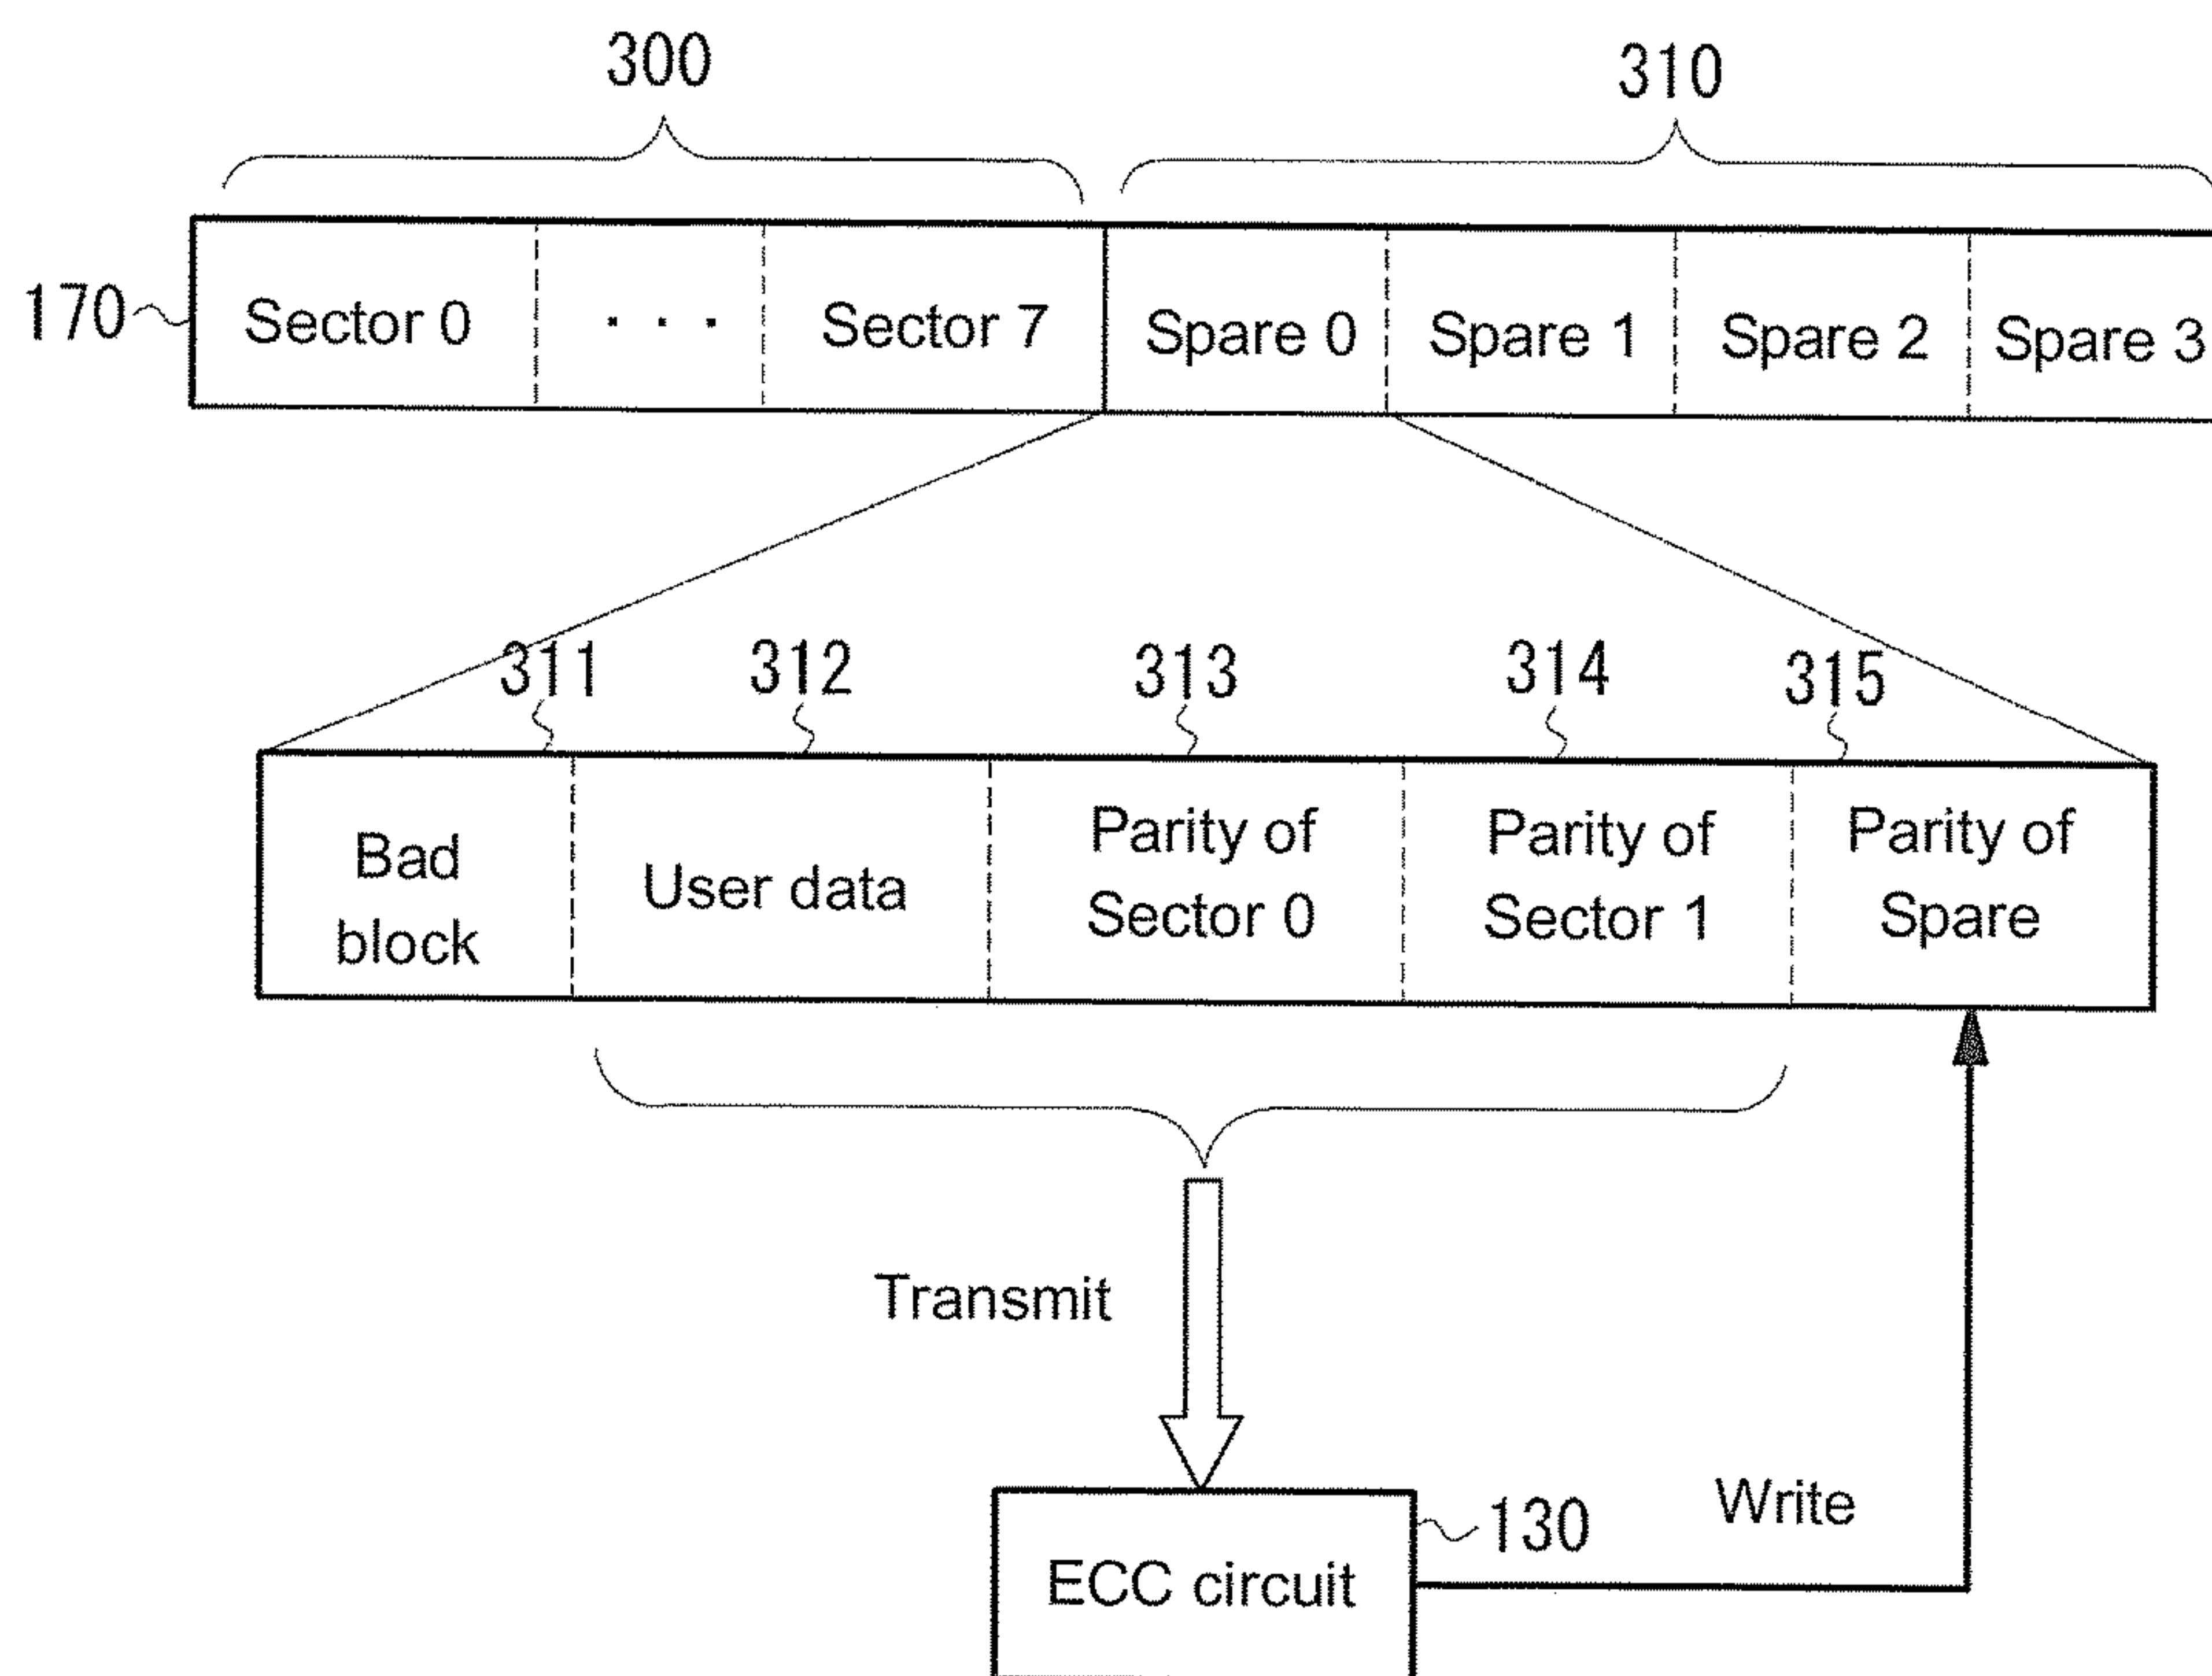 300 310
170 Sector 0 . . . Sector 7 Spare 0 Spare 1 Spare 2 Spare 3
311 312 313 314 315
Bad
block
User data
Parity of
Sector 0
Parity of
Sector 1
Parity of
Spare
Transmit
Write
130
ECC circuit